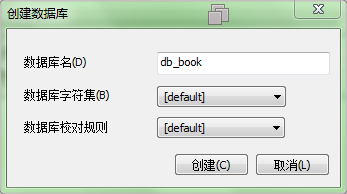 创建数据库
数据库名(D) db_book
数据库字符集(B) [default]
数据库校对规则 [default]
创建(C) 取消(L)